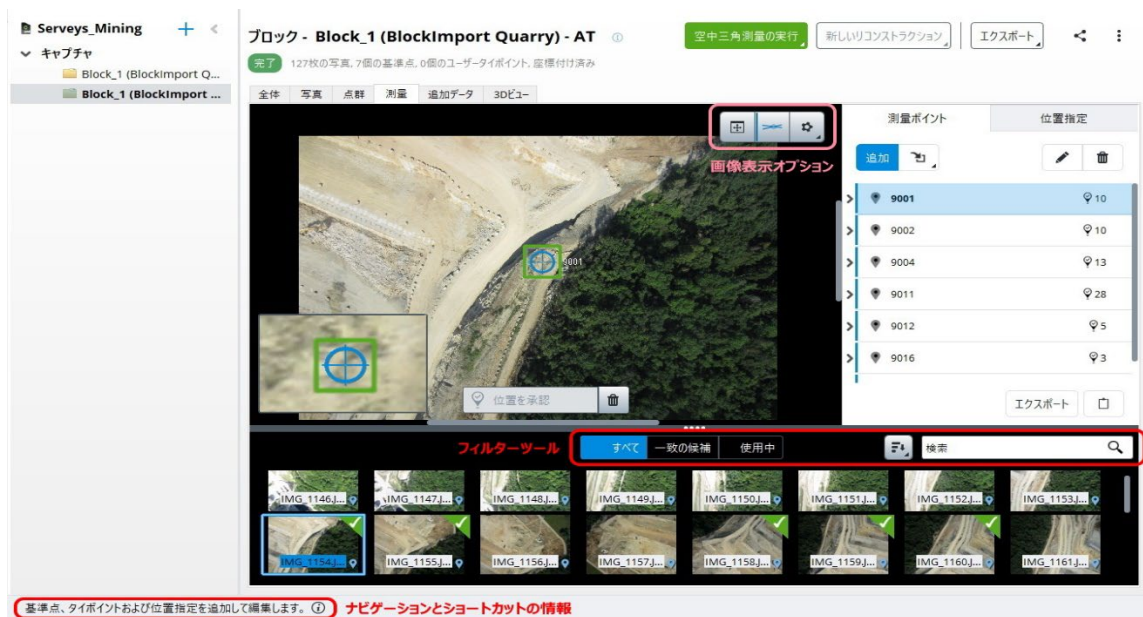 Serveys_Mining
キャプチャ
Block_1 (BlockImport Q...
Block_1 (BlockImport ...
ブロック - Block_1 (BlockImport Quarry) - AT
空中三角測量の実行
新しいリコンストラクション
エクスポート
完了 127枚の写真, 7個の基準点, 0個のユーザータイポイント, 座標付け済み
全体 写真 点群 測量 追加データ 3Dビュー
画像表示オプション
9001
位置を承認
測量ポイント 位置指定
追加
9001 10
9002 10
9004 13
9011 28
9012 5
9016 3
エクスポート
フィルターツール すべて 一致の候補 使用中 検索
IMG_1146.J... IMG_1147.J... IMG_1148.J... IMG_1149.J... IMG_1150.J... IMG_1151.J... IMG_1152.J... IMG_1153.J...
IMG_1154.J... IMG_1155.J... IMG_1156.J... IMG_1157.J... IMG_1158.J... IMG_1159.J... IMG_1160.J... IMG_1161.J...
基準点、タイポイントおよび位置指定を追加して編集します。 ナビゲーションとショートカットの情報